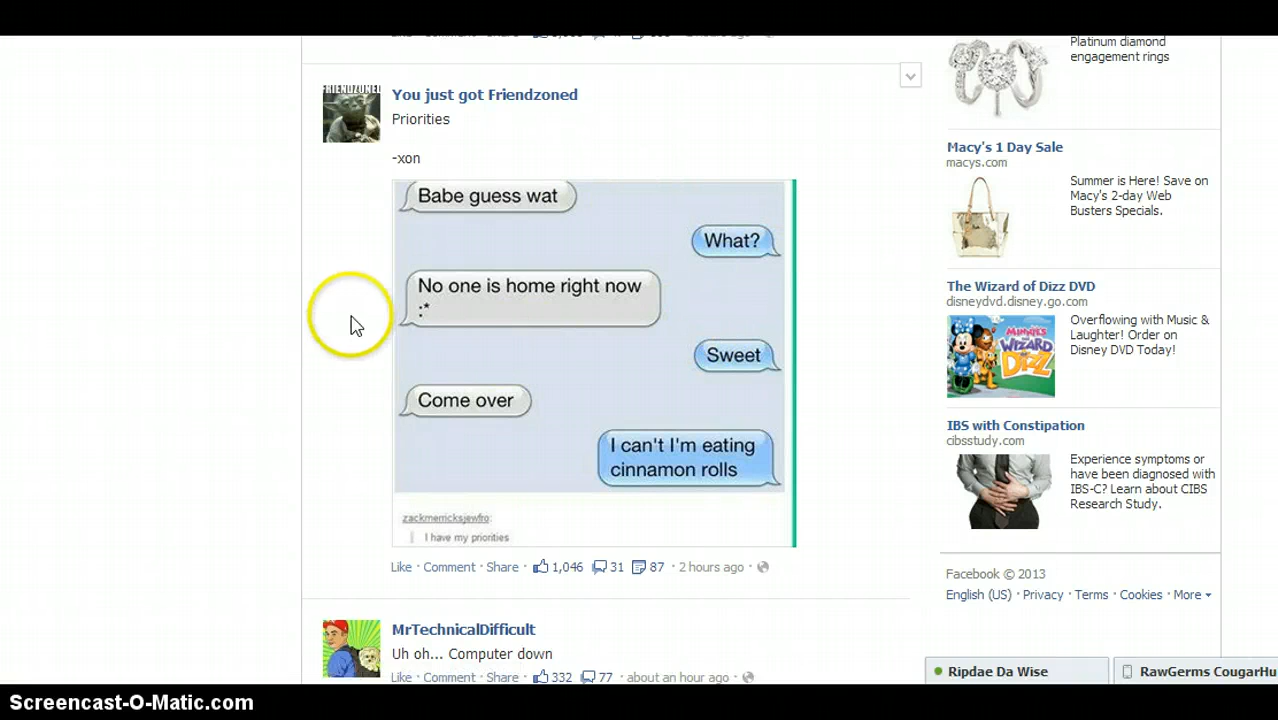 FRIENDZONED
You just got Friendzoned
Priorities
-xon
Babe guess wat
What?
No one is home right now
:*
Sweet
Come over
I can't I'm eating
cinnamon rolls
zackmerricksjewfro:
I have my priorities
Like · Comment · Share · 1,046 31 87 · 2 hours ago ·
MrTechnicalDifficult
Uh oh... Computer down
Like · Comment · Share · 332 77 · about an hour ago ·
Platinum diamond
engagement rings
Macy's 1 Day Sale
macys.com
Summer is Here! Save on
Macy's 2-day Web
Busters Specials.
The Wizard of Dizz DVD
disneydvd.disney.go.com
MINNIE'S
WIZARD
OF
DIZZ
Overflowing with Music &
Laughter! Order on
Disney DVD Today!
IBS with Constipation
cibsstudy.com
Experience symptoms or
have been diagnosed with
IBS-C? Learn about CIBS
Research Study.
Facebook © 2013
English (US) · Privacy · Terms · Cookies · More
Ripdae Da Wise
RawGerms CougarHu
Screencast-O-Matic.com